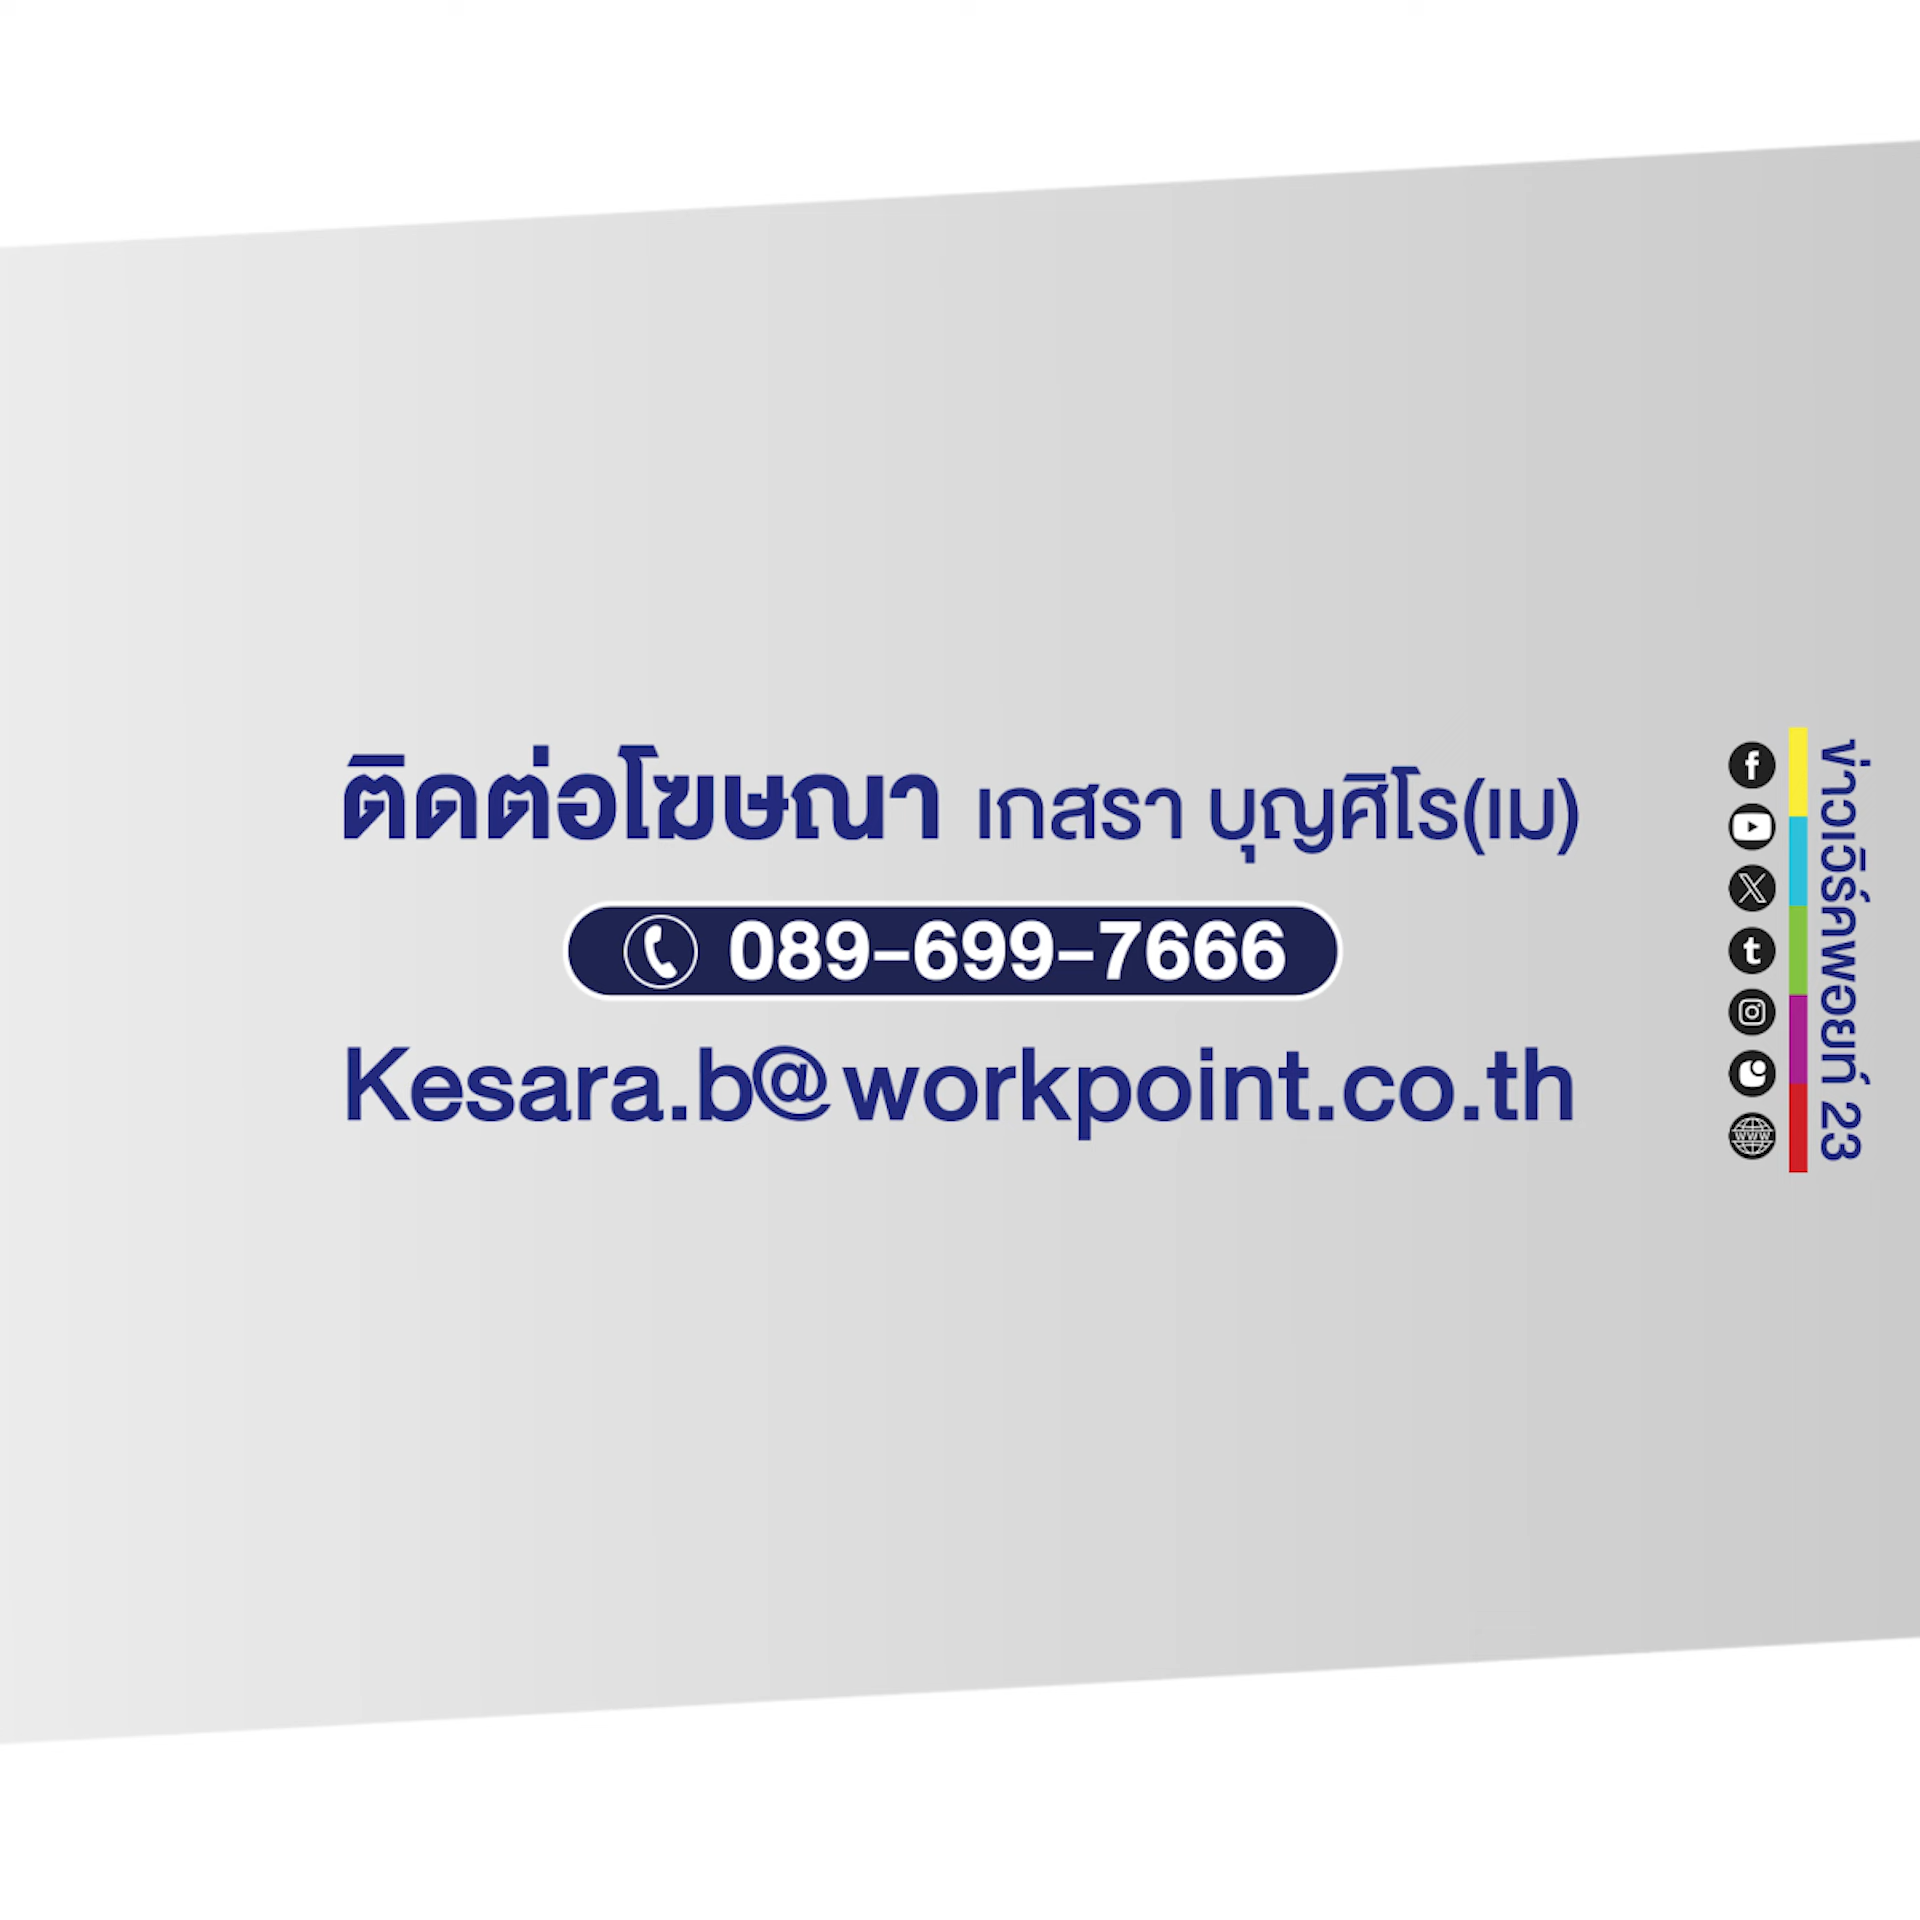 ติดต่อโฆษณา เกสรา บุญศิโร(เม)
089-699-7666
Kesara.b@workpoint.co.th
ข่าวเวิร์คพอยท์ 23
www